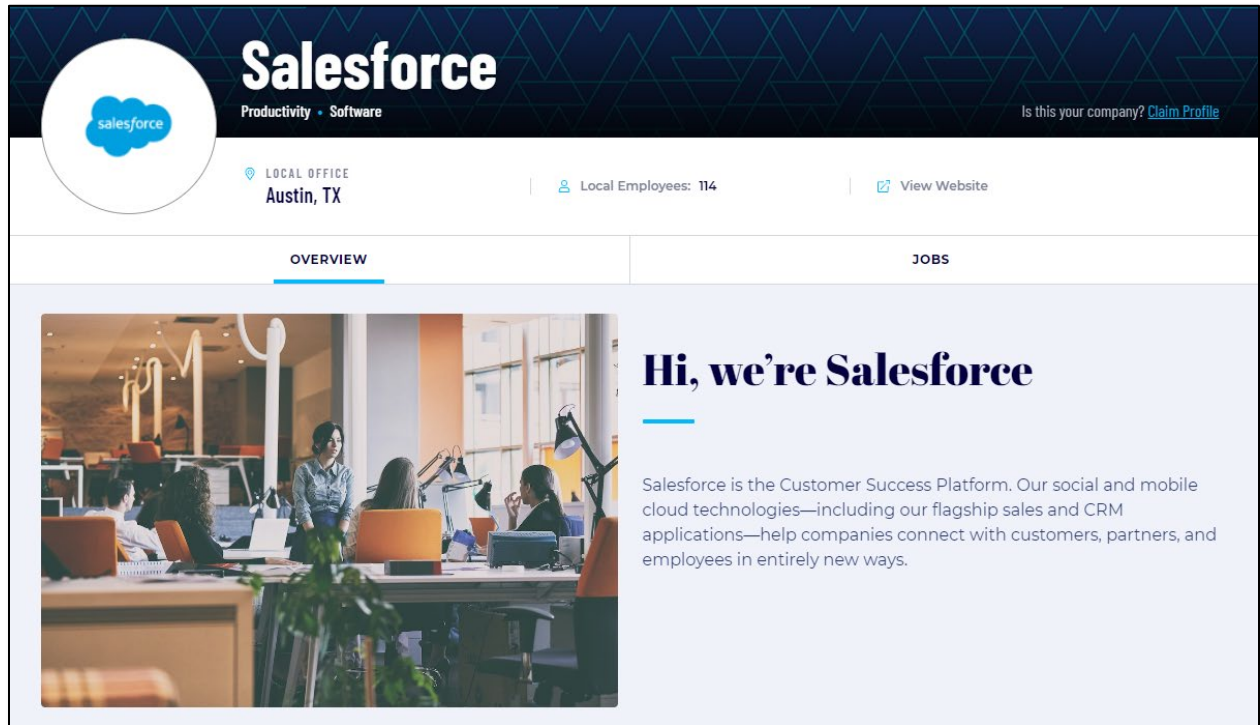 Salesforce
Productivity • Software
Is this your company? Claim Profile
salesforce
LOCAL OFFICE
Austin, TX
Local Employees: 114
View Website
OVERVIEW
JOBS
Hi, we're Salesforce
Salesforce is the Customer Success Platform. Our social and mobile
cloud technologies—including our flagship sales and CRM
applications—help companies connect with customers, partners, and
employees in entirely new ways.